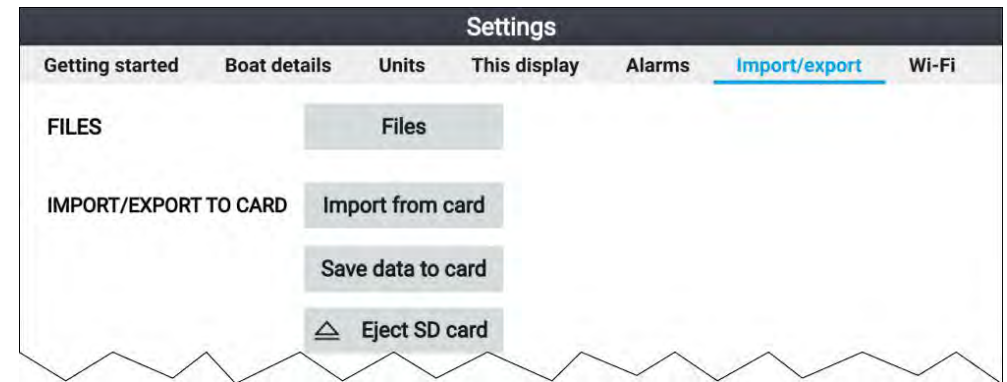 Settings
Getting started Boat details Units This display Alarms Import/export Wi-Fi
FILES Files
IMPORT/EXPORT TO CARD Import from card
Save data to card
Eject SD card